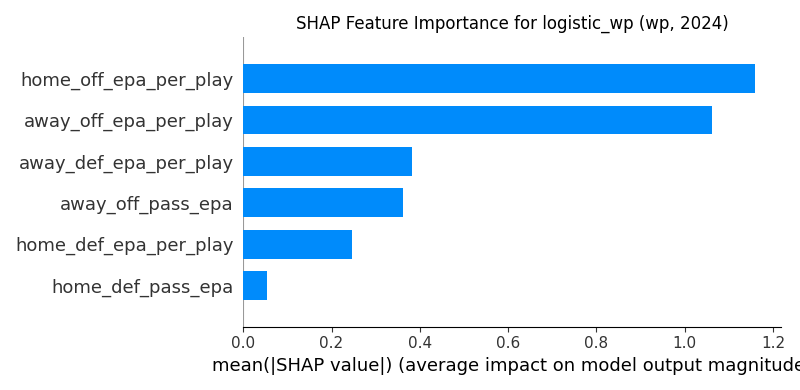 SHAP Feature Importance for logistic_wp (wp, 2024)
home_off_epa_per_play
away_off_epa_per_play
away_def_epa_per_play
away_off_pass_epa
home_def_epa_per_play
home_def_pass_epa
0.0 0.2 0.4 0.6 0.8 1.0 1.2
mean(|SHAP value|) (average impact on model output magnitude